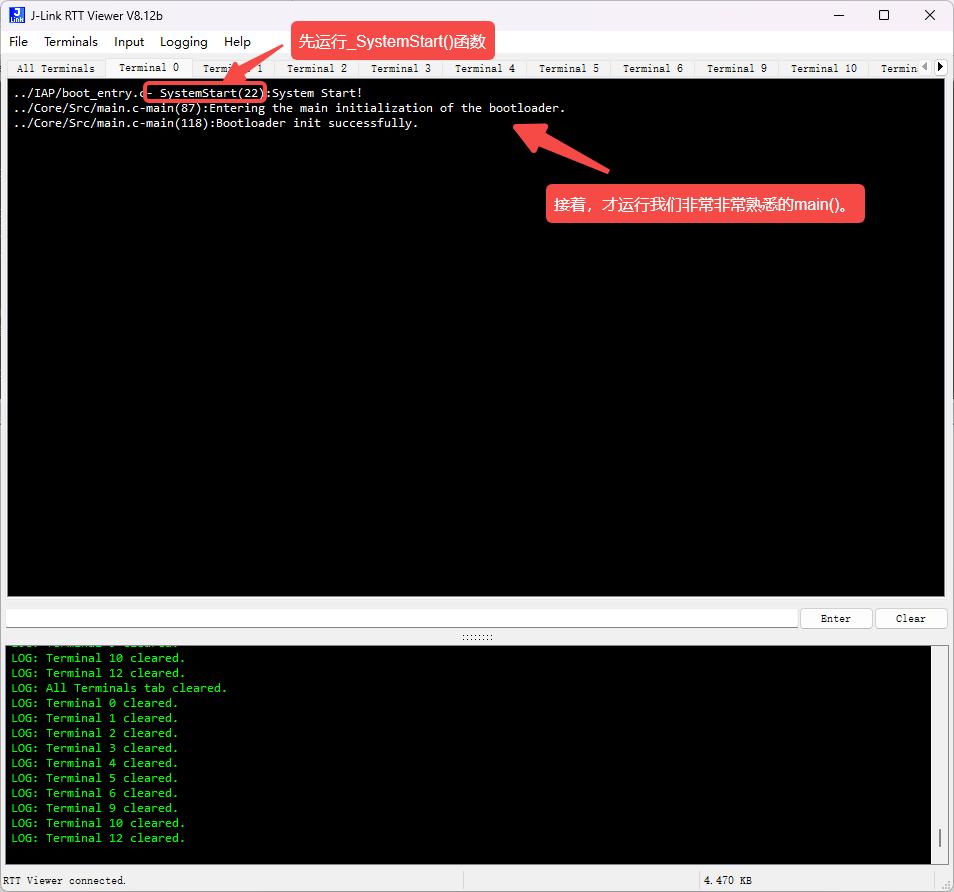 J-Link RTT Viewer V8.12b
File Terminals Input Logging Help
先运行_SystemStart()函数
All Terminals Terminal 0 1 Terminal 2 Terminal 3 Terminal 4 Terminal 5 Terminal 6 Terminal 9 Terminal 10
../IAP/boot_entry.c-_SystemStart(22):System Start!
../Core/Src/main.c-main(87):Entering the main initialization of the bootloader.
../Core/Src/main.c-main(118):Bootloader init successfully.
接着，才运行我们非常非常熟悉的main()。
Enter Clear
LOG: Terminal 10 cleared.
LOG: Terminal 12 cleared.
LOG: All Terminals tab cleared.
LOG: Terminal 0 cleared.
LOG: Terminal 1 cleared.
LOG: Terminal 2 cleared.
LOG: Terminal 3 cleared.
LOG: Terminal 4 cleared.
LOG: Terminal 5 cleared.
LOG: Terminal 6 cleared.
LOG: Terminal 9 cleared.
LOG: Terminal 10 cleared.
LOG: Terminal 12 cleared.
RTT Viewer connected. 4.470 KB